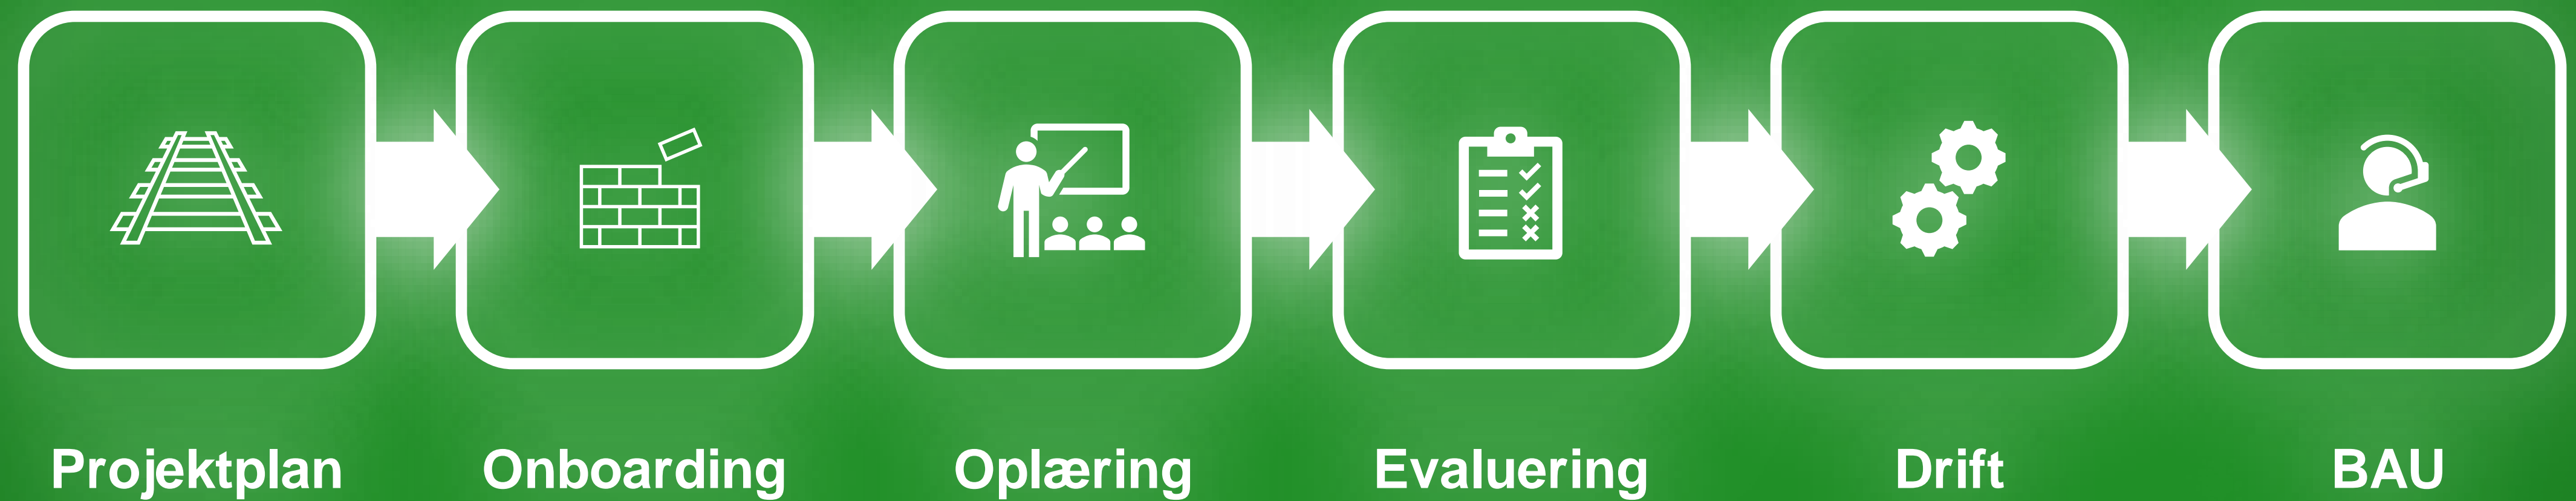 Projektplan
Onboarding
Oplæring
Evaluering
Drift
BAU